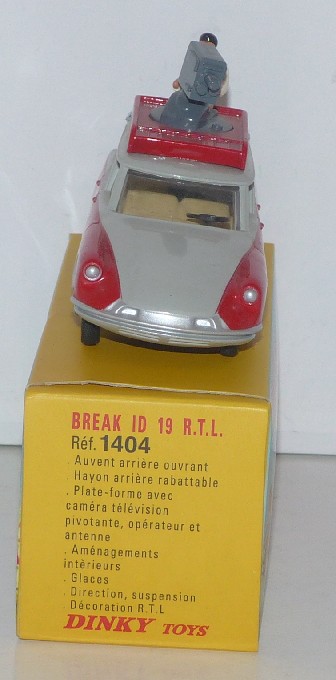 BREAK ID 19 R.T.L.
Réf. 1404
. Auvent arrière ouvrant
. Hayon arrière rabattable
. Plate-forme avec
caméra télévision
pivotante, opérateur et
antenne
. Aménagements
intérieurs
. Glaces
. Direction, suspension
. Décoration R.T.L
DINKY TOYS